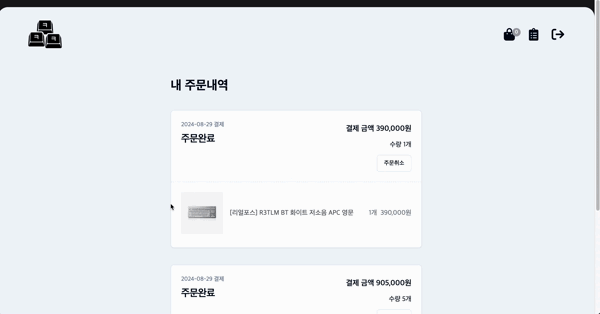 0
내 주문내역
2024-08-29 결제
주문완료
결제 금액 390,000원
수량 1개
주문취소
[리얼포스] R3TLM BT 화이트 저소음 APC 영문
1개 390,000원
2024-08-29 결제
주문완료
결제 금액 905,000원
수량 5개